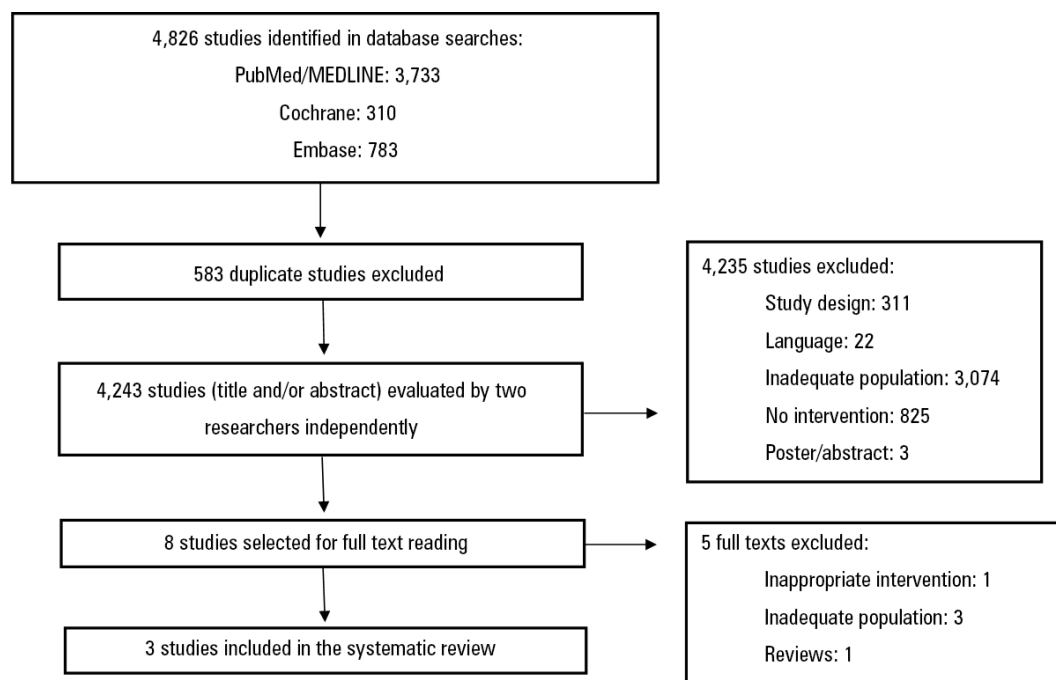 4,826 studies identified in database searches:
PubMed/MEDLINE: 3,733
Cochrane: 310
Embase: 783
583 duplicate studies excluded
4,243 studies (title and/or abstract) evaluated by two
researchers independently
4,235 studies excluded:
Study design: 311
Language: 22
Inadequate population: 3,074
No intervention: 825
Poster/abstract: 3
8 studies selected for full text reading
5 full texts excluded:
Inappropriate intervention: 1
Inadequate population: 3
Reviews: 1
3 studies included in the systematic review